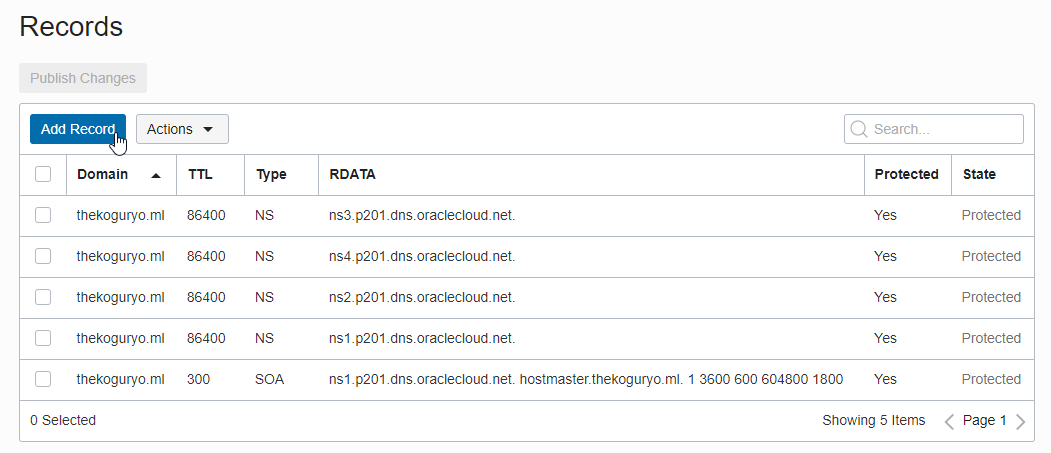 Records
Publish Changes
Add Record Actions Search...
Domain TTL Type RDATA Protected State
thekoguryo.ml 86400 NS ns3.p201.dns.oraclecloud.net. Yes Protected
thekoguryo.ml 86400 NS ns4.p201.dns.oraclecloud.net. Yes Protected
thekoguryo.ml 86400 NS ns2.p201.dns.oraclecloud.net. Yes Protected
thekoguryo.ml 86400 NS ns1.p201.dns.oraclecloud.net. Yes Protected
thekoguryo.ml 300 SOA ns1.p201.dns.oraclecloud.net. hostmaster.thekoguryo.ml. 1 3600 600 604800 1800 Yes Protected
0 Selected Showing 5 Items Page 1